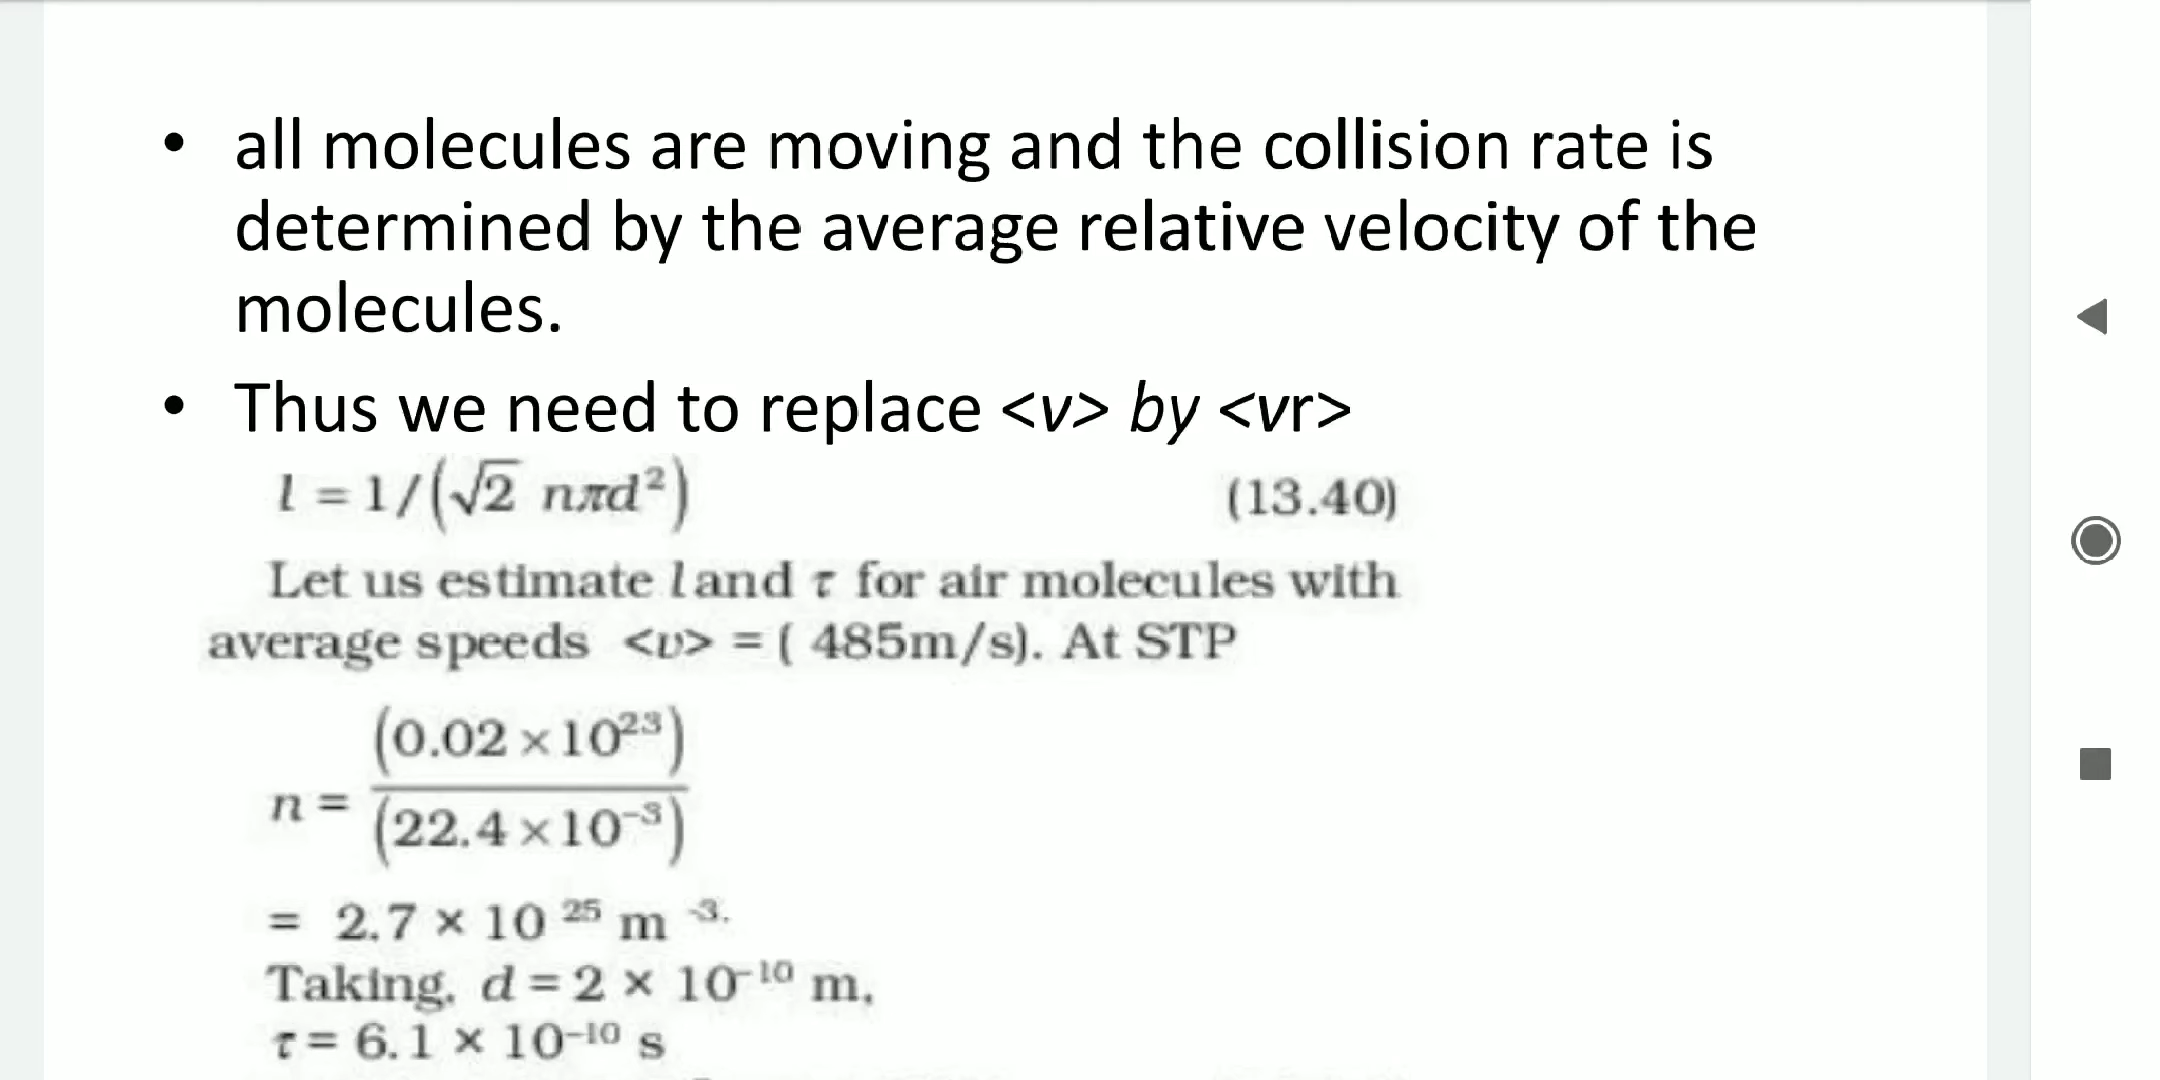 • all molecules are moving and the collision rate is
determined by the average relative velocity of the
molecules.
• Thus we need to replace <v> by <vr>
l = 1/(√2 nπd²) (13.40)
Let us estimate l and τ for air molecules with
average speeds <v> = ( 485m/s). At STP
n = (0.02 × 10²³) / (22.4 × 10⁻³)
= 2.7 × 10 ²⁵ m ⁻³.
Taking, d = 2 × 10⁻¹⁰ m,
τ = 6.1 × 10⁻¹⁰ s